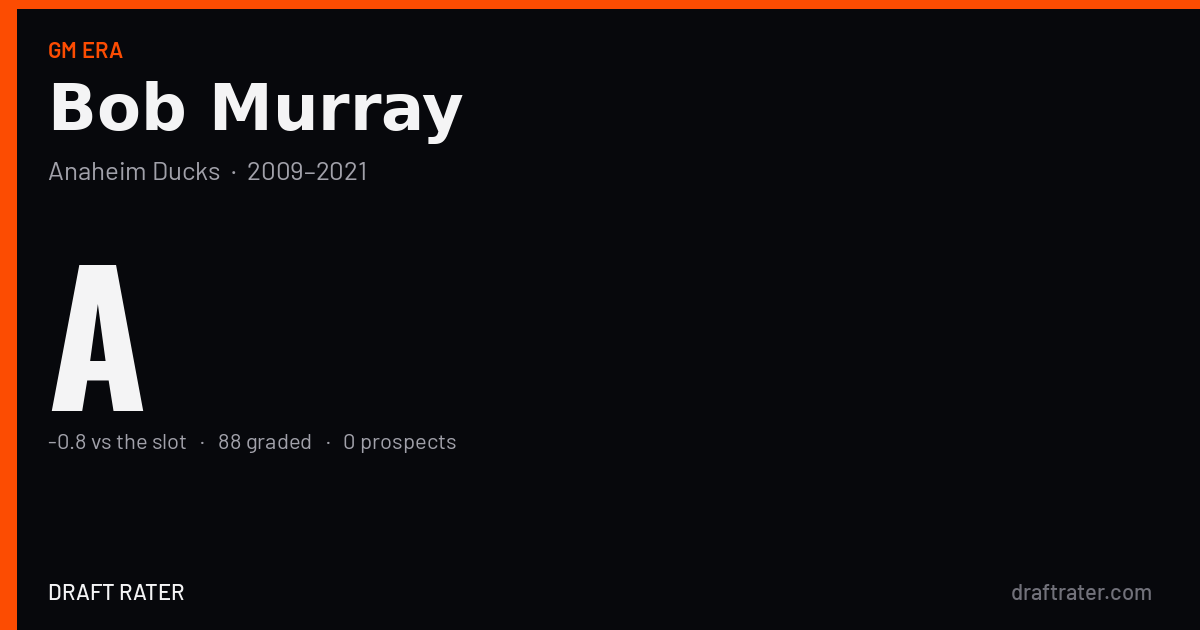 GM ERA
Bob Murray
Anaheim Ducks · 2009–2021
A
-0.8 vs the slot · 88 graded · 0 prospects
DRAFT RATER
draftrater.com